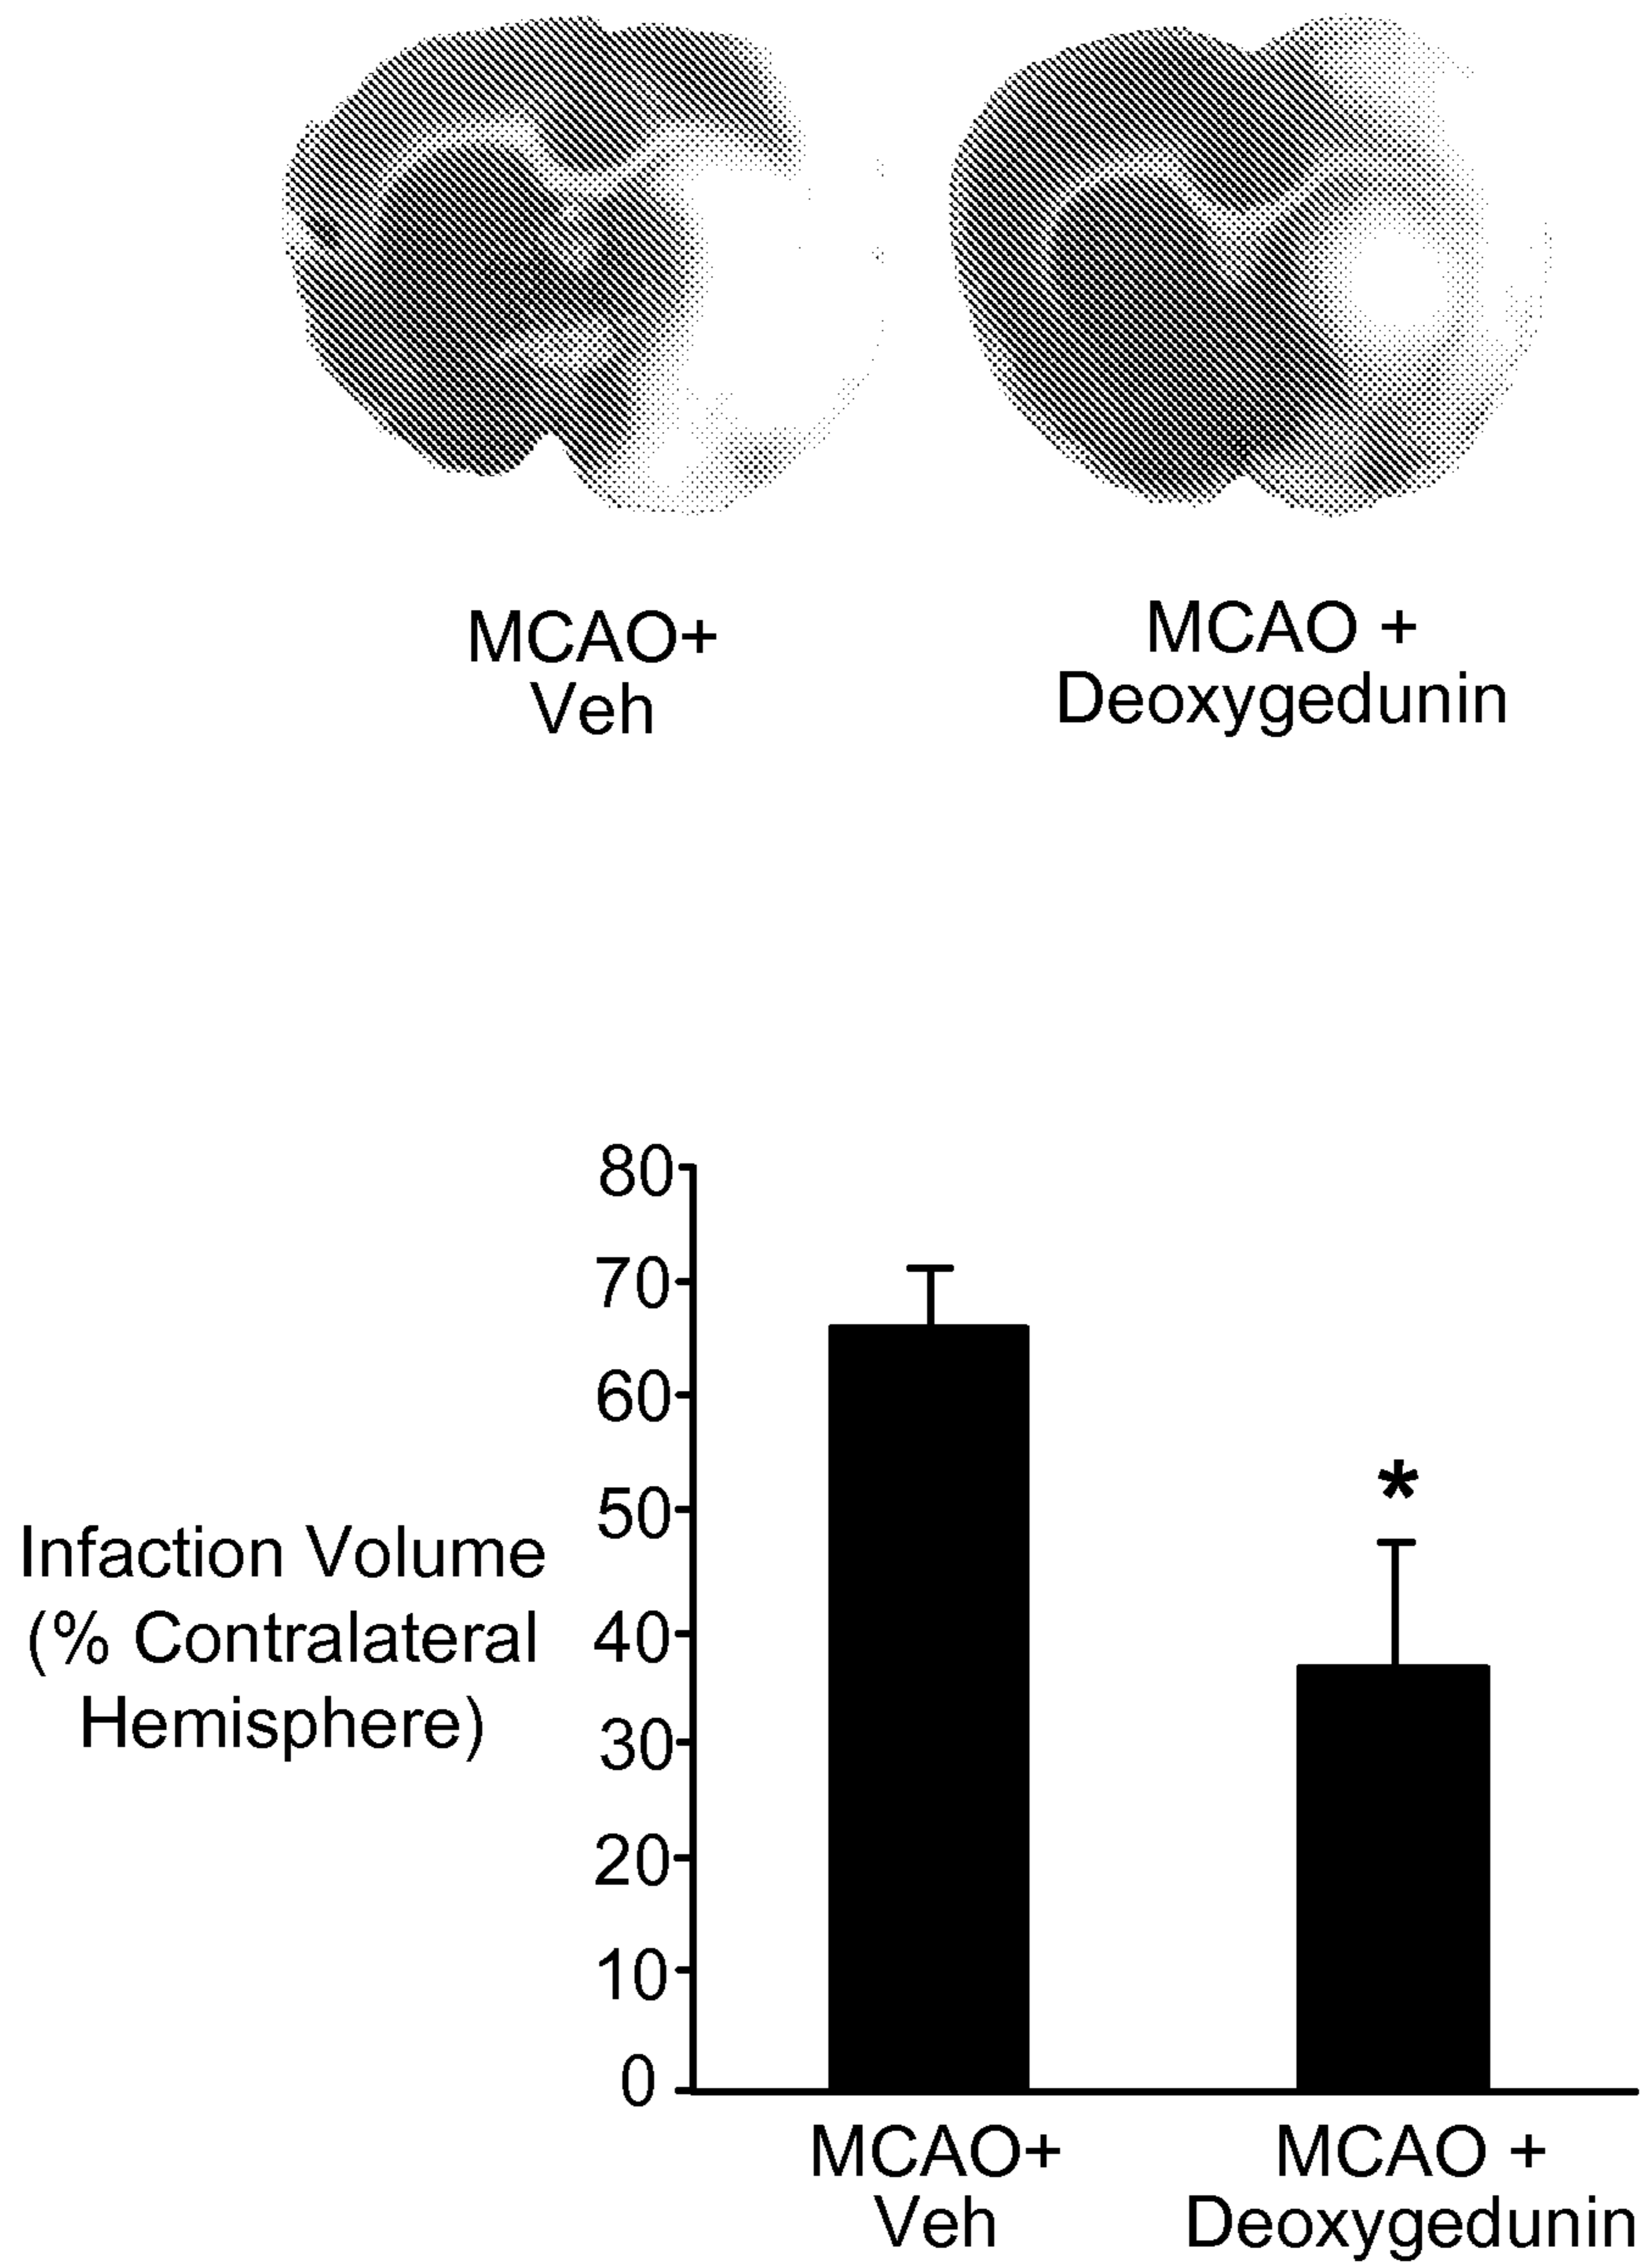 MCAO+
Veh
MCAO +
Deoxygedunin
80
70
60
50
40
30
20
10
0
Infaction Volume
(% Contralateral
Hemisphere)
*
MCAO+
Veh
MCAO +
Deoxygedunin